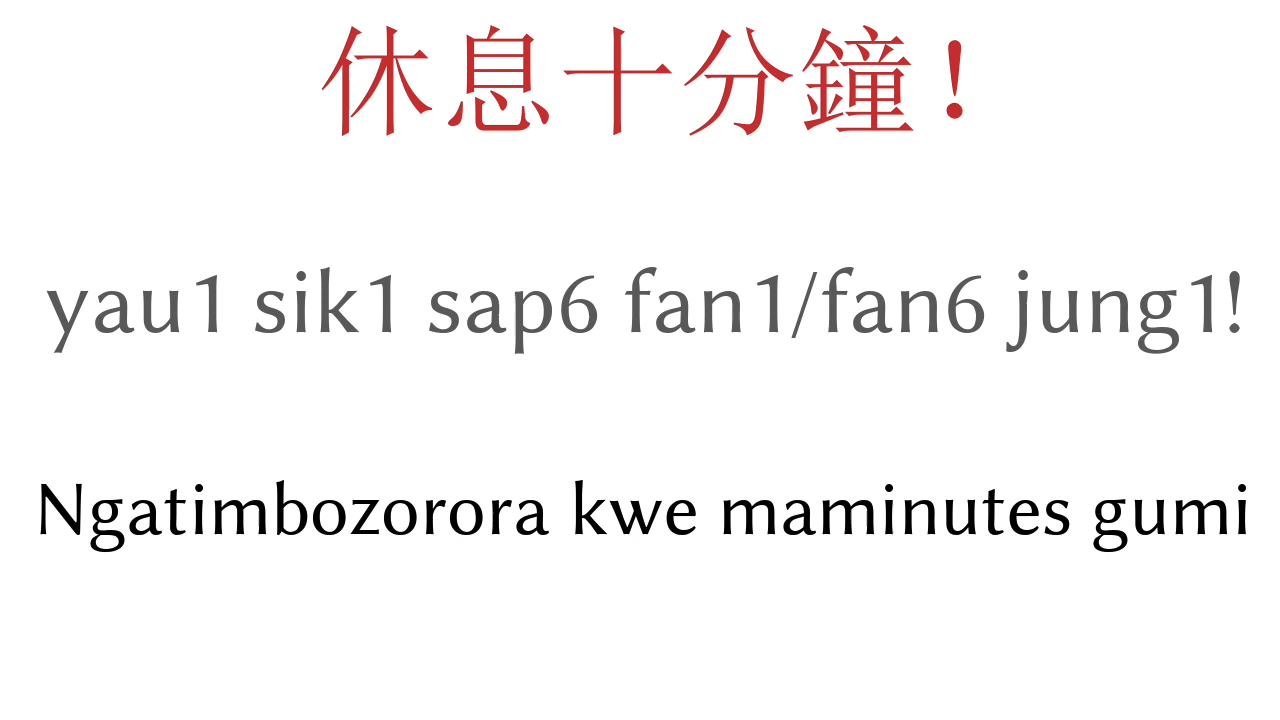 休息十分鐘！
yau1 sik1 sap6 fan1/fan6 jung1!
Ngatimbozorora kwe maminutes gumi